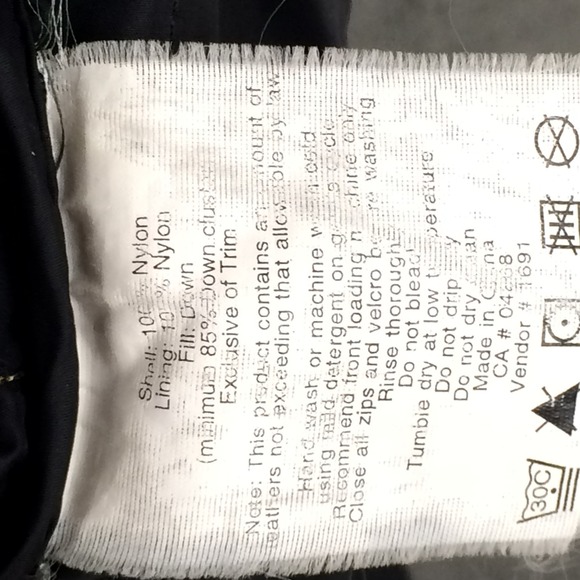 Shell: 100% Nylon
Lining: 100% Nylon
Fill: Down
(minimum 85% Down cluster)
Exclusive of Trim
Note: This product contains an amount of
feathers not exceeding that allowable by law.
Hand wash or machine wash cold
using mild detergent on gentle cycle
Recommend front loading machine only
Close all zips and velcro before washing
Rinse thoroughly
Do not bleach
Tumble dry at low temperature
Do not drip dry
Do not dry clean
Made in China
CA #
Vendor # 1691
30C